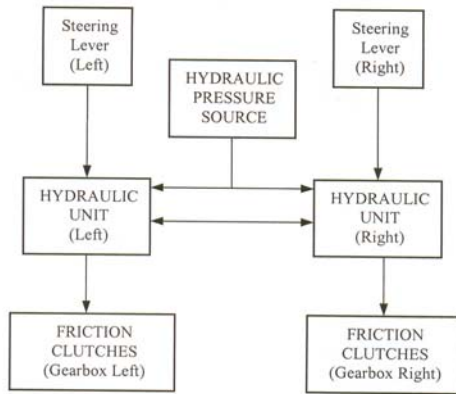 Steering
Lever
(Left)
HYDRAULIC
PRESSURE
SOURCE
Steering
Lever
(Right)
HYDRAULIC
UNIT
(Left)
HYDRAULIC
UNIT
(Right)
FRICTION
CLUTCHES
(Gearbox Left)
FRICTION
CLUTCHES
(Gearbox Right)